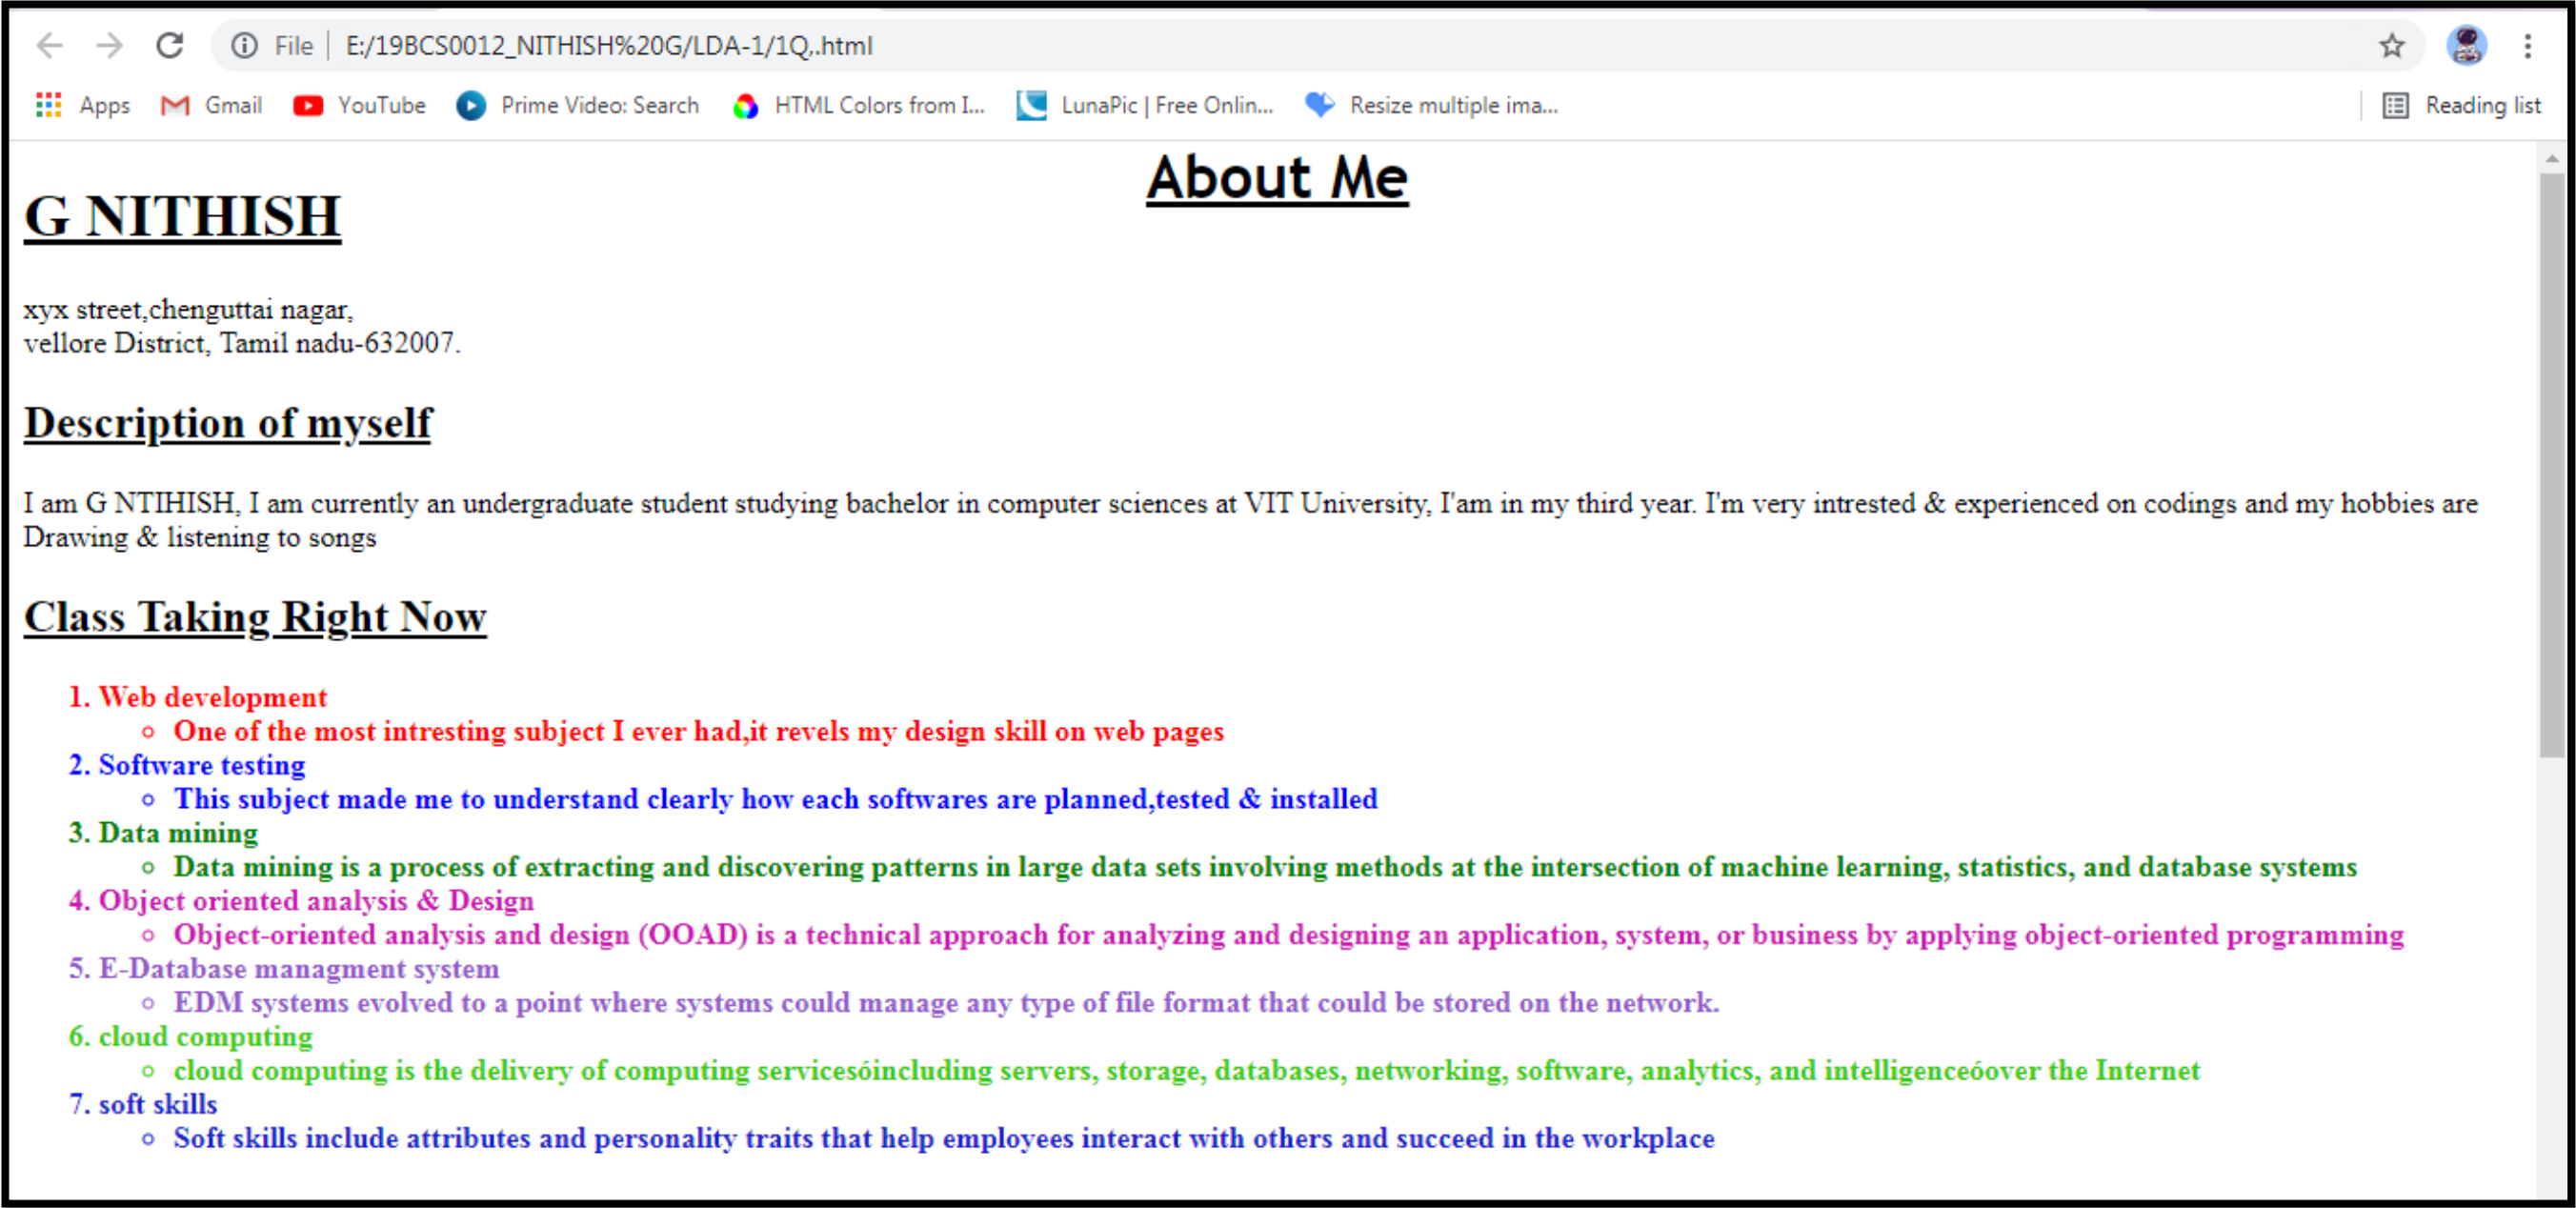 File E:/19BCS0012_NITHISH%20G/LDA-1/1Q,.html
Apps Gmail YouTube Prime Video: Search HTML Colors from I... LunaPic | Free Onlin... Resize multiple ima... Reading list
About Me
G NITHISH
xyx street,chenguttai nagar,
vellore District, Tamil nadu-632007.
Description of myself
I am G NTIHISH, I am currently an undergraduate student studying bachelor in computer sciences at VIT University, I'am in my third year. I'm very intrested & experienced on codings and my hobbies are
Drawing & listening to songs
Class Taking Right Now
1. Web development
One of the most intresting subject I ever had,it revels my design skill on web pages
2. Software testing
This subject made me to understand clearly how each softwares are planned,tested & installed
3. Data mining
Data mining is a process of extracting and discovering patterns in large data sets involving methods at the intersection of machine learning, statistics, and database systems
4. Object oriented analysis & Design
Object-oriented analysis and design (OOAD) is a technical approach for analyzing and designing an application, system, or business by applying object-oriented programming
5. E-Database managment system
EDM systems evolved to a point where systems could manage any type of file format that could be stored on the network.
6. cloud computing
cloud computing is the delivery of computing servicesóincluding servers, storage, databases, networking, software, analytics, and intelligenceóover the Internet
7. soft skills
Soft skills include attributes and personality traits that help employees interact with others and succeed in the workplace